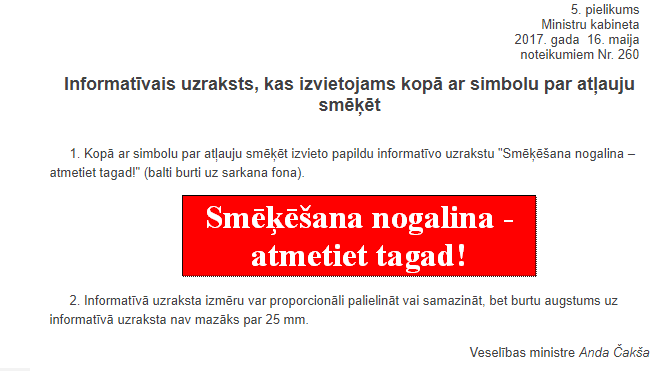 5. pielikums
Ministru kabineta
2017. gada 16. maija
noteikumiem Nr. 260
Informatīvais uzraksts, kas izvietojams kopā ar simbolu par atļauju
smēķēt
1. Kopā ar simbolu par atļauju smēķēt izvieto papildu informatīvo uzrakstu "Smēķēšana nogalina –
atmetiet tagad!" (balti burti uz sarkana fona).
Smēķēšana nogalina -
atmetiet tagad!
2. Informatīvā uzraksta izmēru var proporcionāli palielināt vai samazināt, bet burtu augstums uz
informatīvā uzraksta nav mazāks par 25 mm.
Veselības ministre Anda Čakša